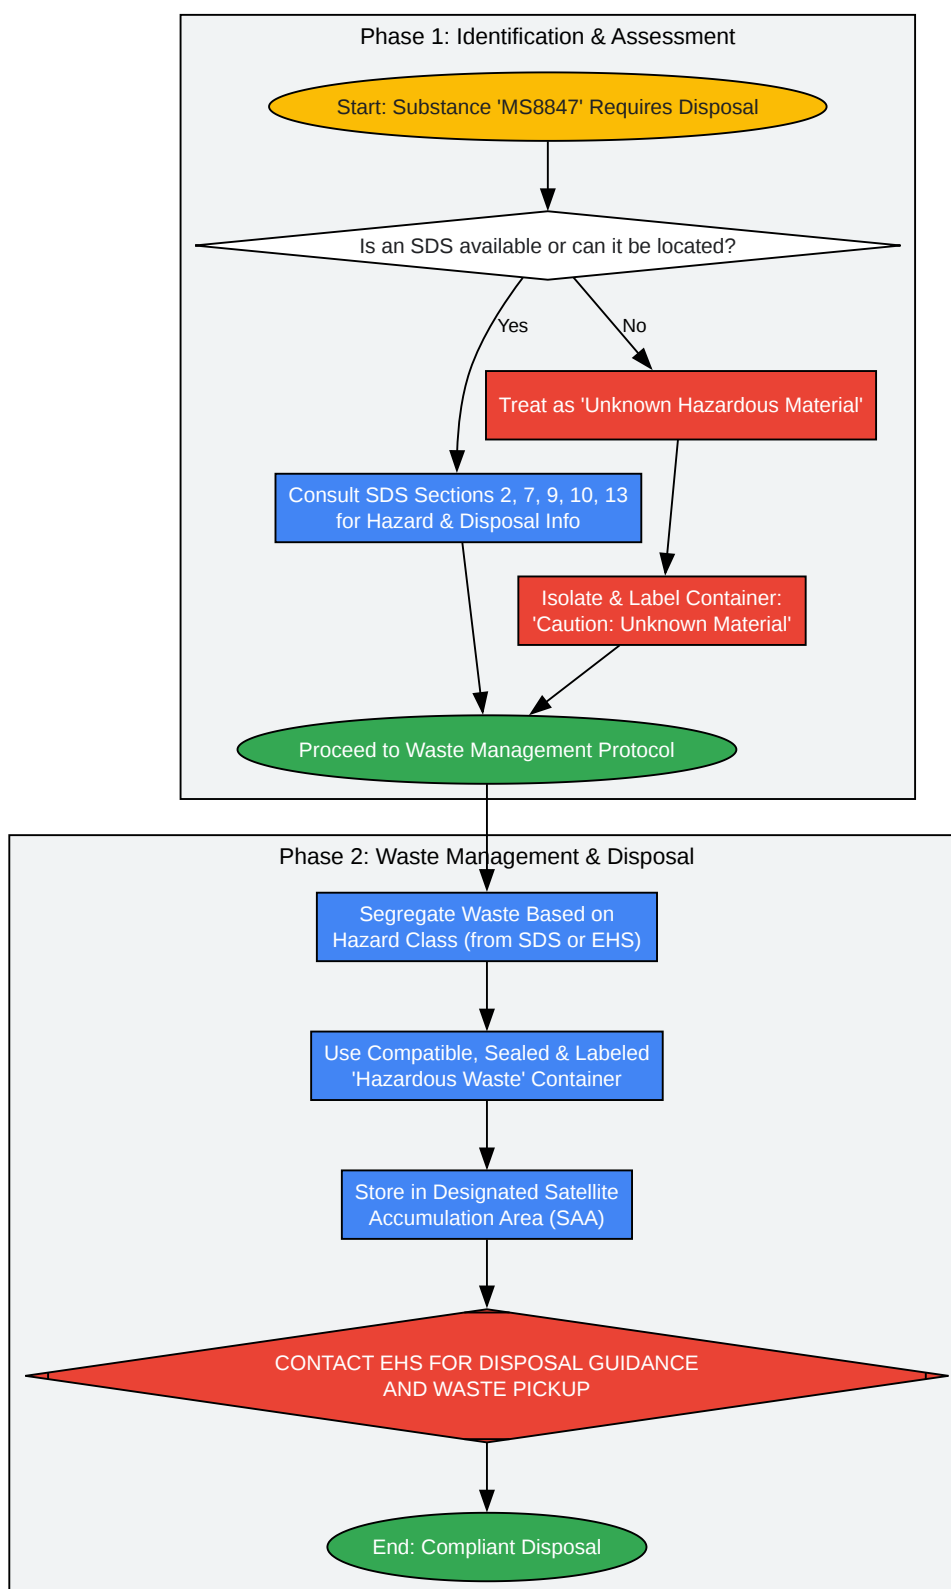 Phase 1: Identification & Assessment
Start: Substance 'MS8847' Requires Disposal
Is an SDS available or can it be located?
Yes
No
Treat as 'Unknown Hazardous Material'
Consult SDS Sections 2, 7, 9, 10, 13
for Hazard & Disposal Info
Isolate & Label Container:
'Caution: Unknown Material'
Proceed to Waste Management Protocol
Phase 2: Waste Management & Disposal
Segregate Waste Based on
Hazard Class (from SDS or EHS)
Use Compatible, Sealed & Labeled
'Hazardous Waste' Container
Store in Designated Satellite
Accumulation Area (SAA)
CONTACT EHS FOR DISPOSAL GUIDANCE
AND WASTE PICKUP
End: Compliant Disposal